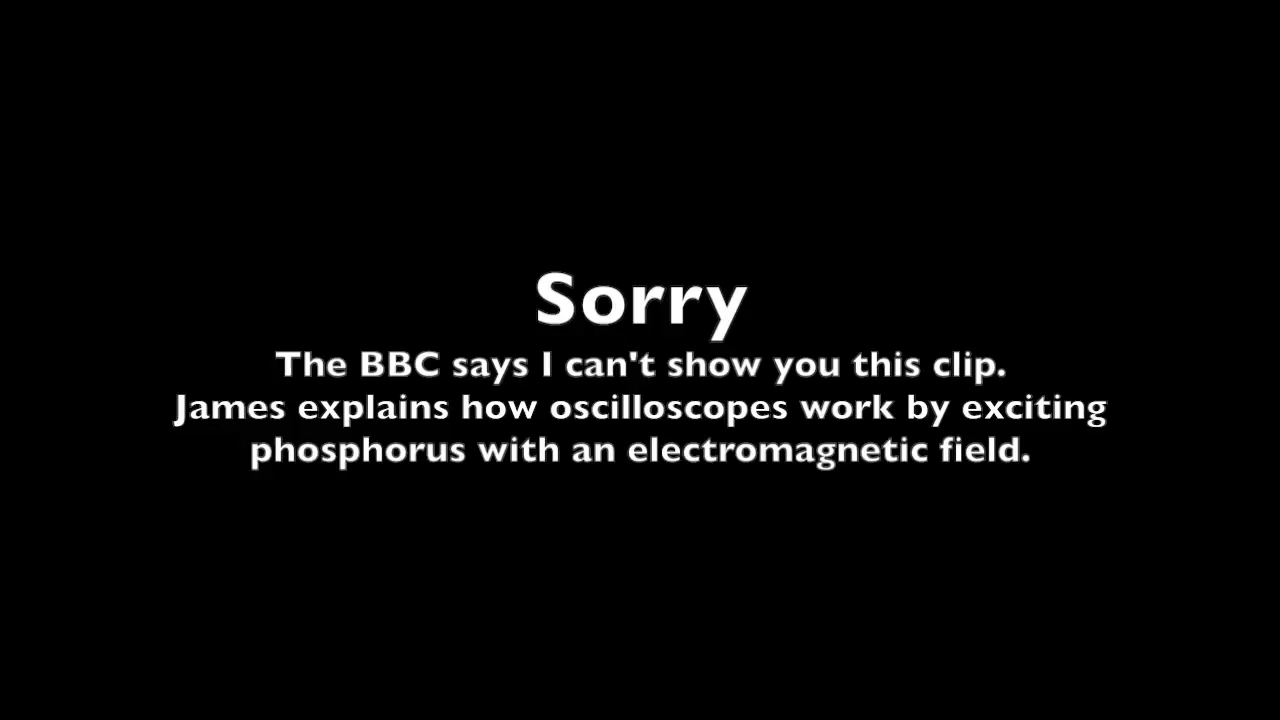 Sorry
The BBC says I can't show you this clip.
James explains how oscilloscopes work by exciting
phosphorus with an electromagnetic field.